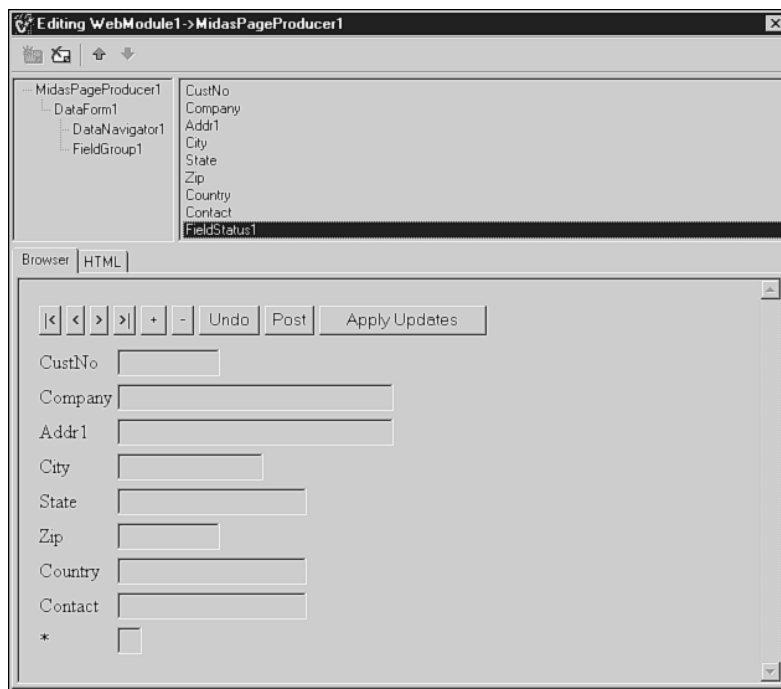 Editing WebModule1->MidasPageProducer1
MidasPageProducer1
DataForm1
DataNavigator1
FieldGroup1
CustNo
Company
Addr1
City
State
Zip
Country
Contact
FieldStatus1
Browser HTML
|< < > >| + - Undo Post Apply Updates
CustNo
Company
Addr1
City
State
Zip
Country
Contact
*